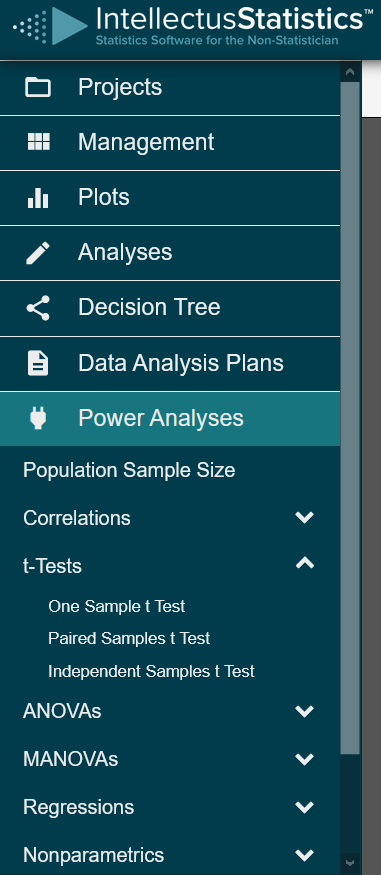 IntellectusStatistics™
Statistics Software for the Non-Statistician
Projects
Management
Plots
Analyses
Decision Tree
Data Analysis Plans
Power Analyses
Population Sample Size
Correlations
t-Tests
One Sample t Test
Paired Samples t Test
Independent Samples t Test
ANOVAs
MANOVAs
Regressions
Nonparametrics